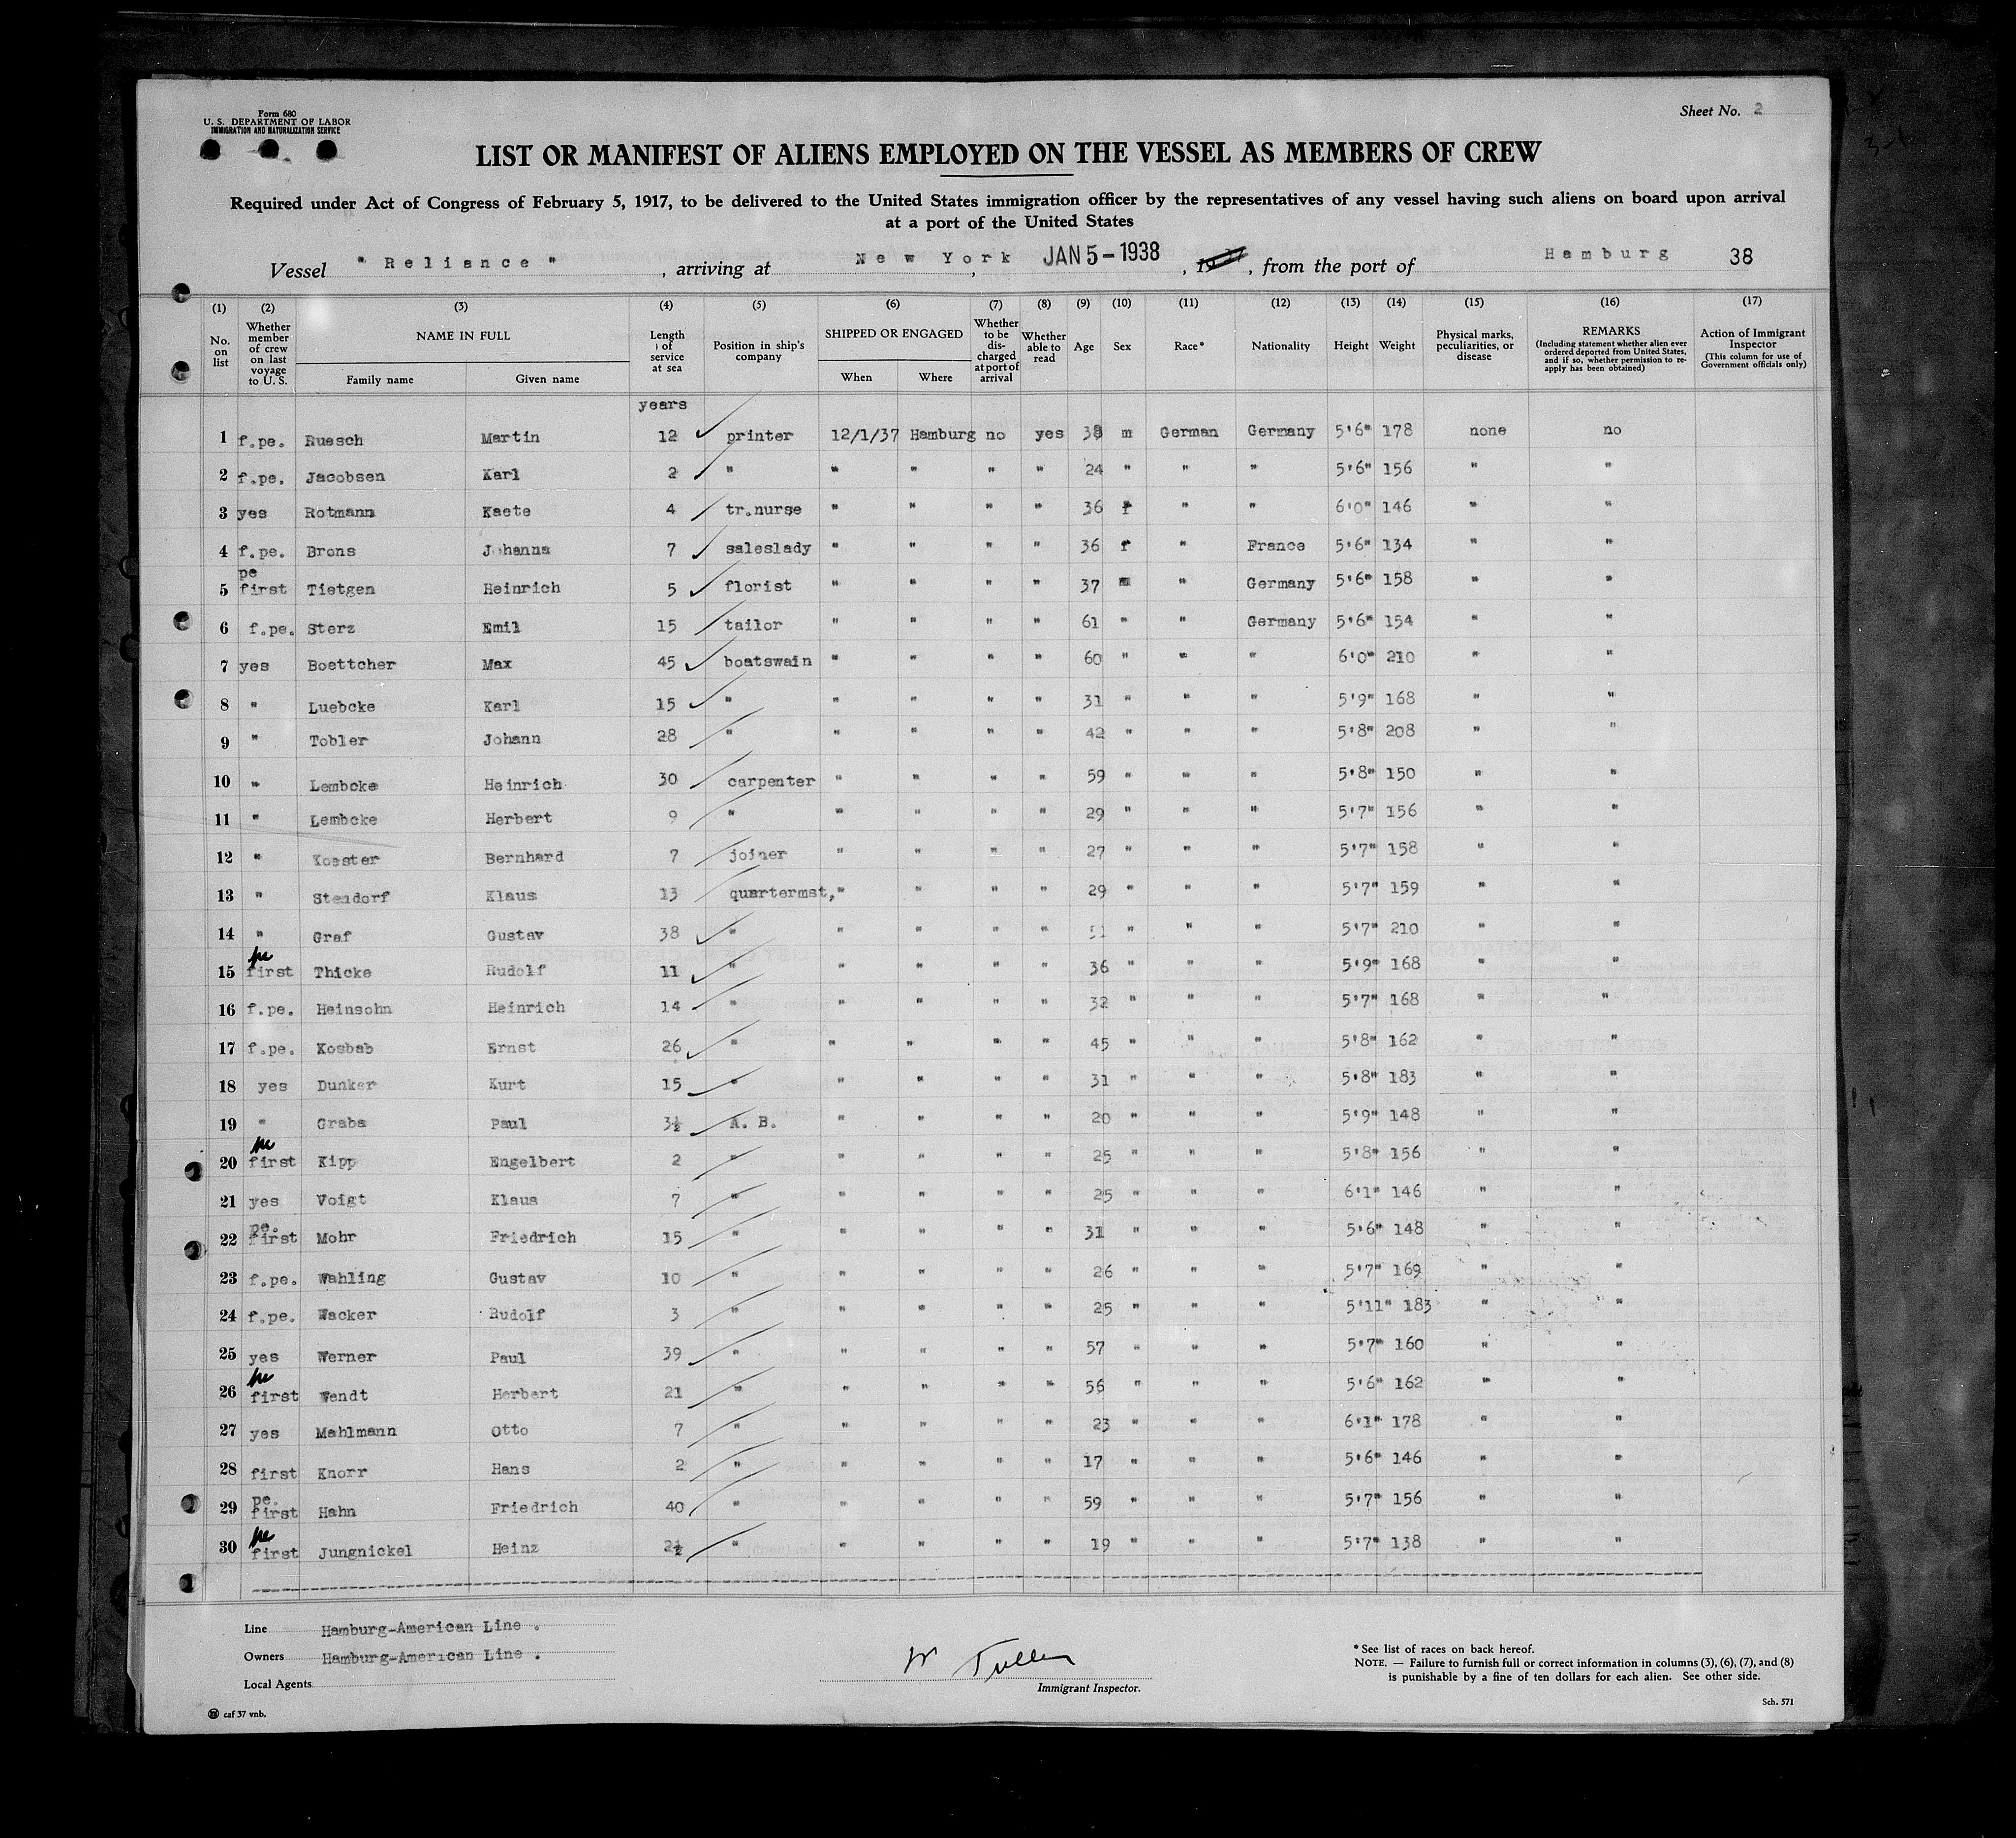 Form 680
U. S. DEPARTMENT OF LABOR
IMMIGRATION AND NATURALIZATION SERVICE
Sheet No. 2
LIST OR MANIFEST OF ALIENS EMPLOYED ON THE VESSEL AS MEMBERS OF CREW
Required under Act of Congress of February 5, 1917, to be delivered to the United States immigration officer by the representatives of any vessel having such aliens on board upon arrival
at a port of the United States
Vessel " Reliance " , arriving at New York , JAN 5 - 1938 , 19 , from the port of Hamburg 38
(1) (2) (3) (4) (5) (6) (7) (8) (9) (10) (11) (12) (13) (14) (15) (16) (17)
No. on list Whether member of crew on last voyage to U. S. NAME IN FULL Family name Given name Length of service at sea Position in ship's company SHIPPED OR ENGAGED When Where Whether to be discharged at port of arrival Whether able to read Age Sex Race* Nationality Height Weight Physical marks, peculiarities, or disease REMARKS (Including statement whether alien ever ordered deported from United States, and if so, whether permission to re-apply has been obtained) Action of Immigrant Inspector (This column for use of Government officials only)
years
1 f.pe. Ruesch Martin 12 printer 12/1/37 Hamburg no yes 38 m German Germany 5'6" 178 none no
2 f.pe. Jacobsen Karl 2 " " " " " 24 " " " 5'6" 156 " "
3 yes Rotmann Kaete 4 tr.nurse " " " " 36 f " " 6'0" 146 " "
4 f.pe. Brons Johanna 7 saleslady " " " " 36 f " France 5'6" 134 " "
pe
5 first Tietgen Heinrich 5 florist " " " " 37 m " Germany 5'6" 158 " "
6 f.pe. Sterz Emil 15 tailor " " " " 61 " " Germany 5'6" 154 " "
7 yes Boettcher Max 45 boatswain " " " " 60 " " " 6'0" 210 " "
8 " Luebcke Karl 15 " " " " " 31 " " " 5'9" 168 " "
9 " Tobler Johann 28 " " " " " 42 " " " 5'8" 208 " "
10 " Lembcke Heinrich 30 carpenter " " " " 59 " " " 5'8" 150 " "
11 " Lembcke Herbert 9 " " " " " 29 " " " 5'7" 156 " "
12 " Koester Bernhard 7 joiner " " " " 27 " " " 5'7" 158 " "
13 " Stendorf Klaus 13 quartermst, " " " " 29 " " " 5'7" 159 " "
14 " Graf Gustav 38 " " " " " 51 " " " 5'7" 210 " "
pe
15 first Thicke Rudolf 11 " " " " " 36 " " " 5'9" 168 " "
16 f.pe. Heinsohn Heinrich 14 " " " " " 32 " " " 5'7" 168 " "
17 f.pe. Kosbab Ernst 26 " " " " " 45 " " " 5'8" 162 " "
18 yes Dunker Kurt 15 " " " " " 31 " " " 5'8" 183 " "
19 " Graba Paul 3½ A. B. " " " " 20 " " " 5'9" 148 " "
pe
20 first Kipp Engelbert 2 " " " " " 25 " " " 5'8" 156 " "
21 yes Voigt Klaus 7 " " " " " 25 " " " 6'1" 146 " "
pe.
22 first Mohr Friedrich 15 " " " " " 31 " " " 5'6" 148 " "
23 f.pe. Wahling Gustav 10 " " " " " 26 " " " 5'7" 169 " "
24 f.pe. Wacker Rudolf 3 " " " " " 25 " " " 5'11" 183 " "
25 yes Werner Paul 39 " " " " " 57 " " " 5'7" 160 " "
pe
26 first Wendt Herbert 21 " " " " " 56 " " " 5'6" 162 " "
27 yes Mahlmann Otto 7 " " " " " 23 " " " 6'1" 178 " "
28 first Knorr Hans 2 " " " " " 17 " " " 5'6" 146 " "
pe.
29 first Hahn Friedrich 40 " " " " " 59 " " " 5'7" 156 " "
pe
30 first Jungnickel Heinz 2½ " " " " " 19 " " " 5'7" 138 " "
Line Hamburg-American Line .
Owners Hamburg-American Line .
Local Agents
W
Immigrant Inspector.
*See list of races on back hereof.
NOTE. — Failure to furnish full or correct information in columns (3), (6), (7), and (8)
is punishable by a fine of ten dollars for each alien. See other side.
caf 37 vnb.
Sch. 571